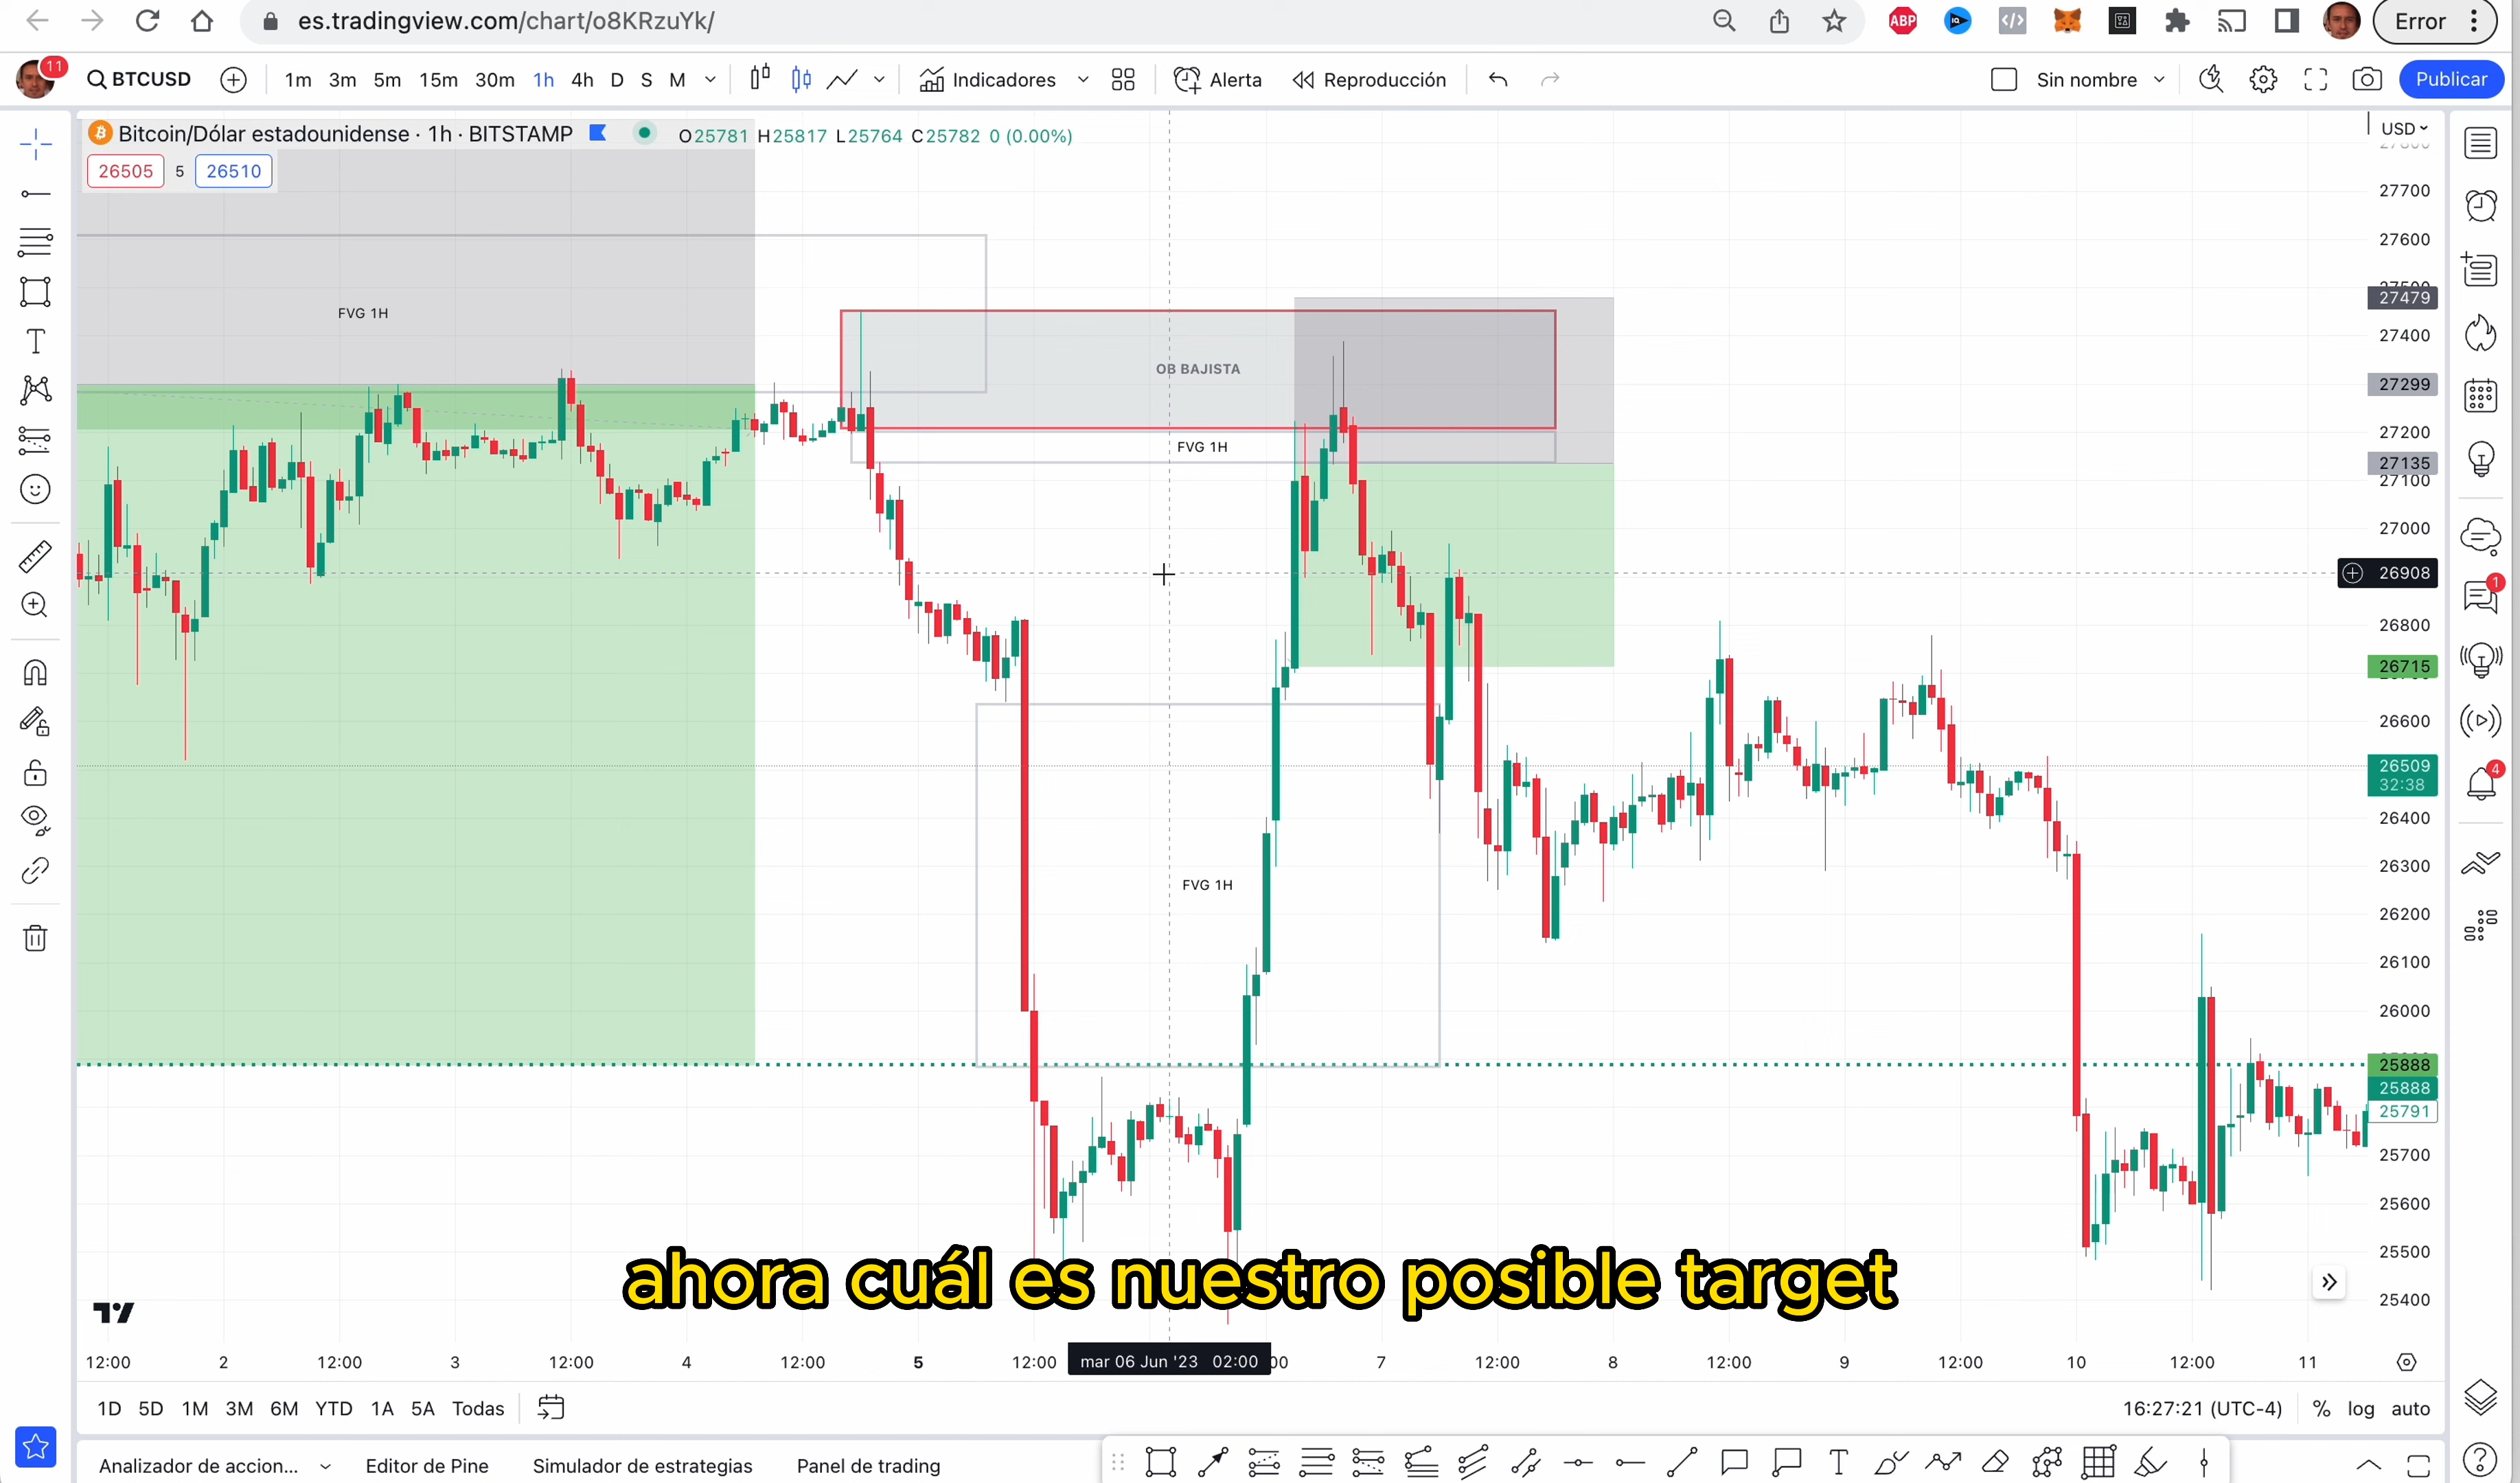 es.tradingview.com/chart/o8KRzuYk/
ABP
Error
11
BTCUSD
1m 3m 5m 15m 30m 1h 4h D S M
Indicadores
Alerta
Reproducción
Sin nombre
Publicar
Bitcoin/Dólar estadounidense · 1h · BITSTAMP
O25781 H25817 L25764 C25782 0 (0.00%)
26505 5 26510
USD
27700
27600
27479
27400
27299
27200
27135
27100
27000
26908
26800
26715
26600
26509
32:38
26400
26300
26200
26100
26000
25888
25888
25791
25700
25600
25500
25400
FVG 1H
OB BAJISTA
FVG 1H
FVG 1H
1
4
ahora cuál es nuestro posible target
12:00 2 12:00 3 12:00 4 12:00 5 12:00 mar 06 Jun '23 02:00 :00 7 12:00 8 12:00 9 12:00 10 12:00 11
1D 5D 1M 3M 6M YTD 1A 5A Todas
16:27:21 (UTC-4) % log auto
Analizador de accion... Editor de Pine Simulador de estrategias Panel de trading